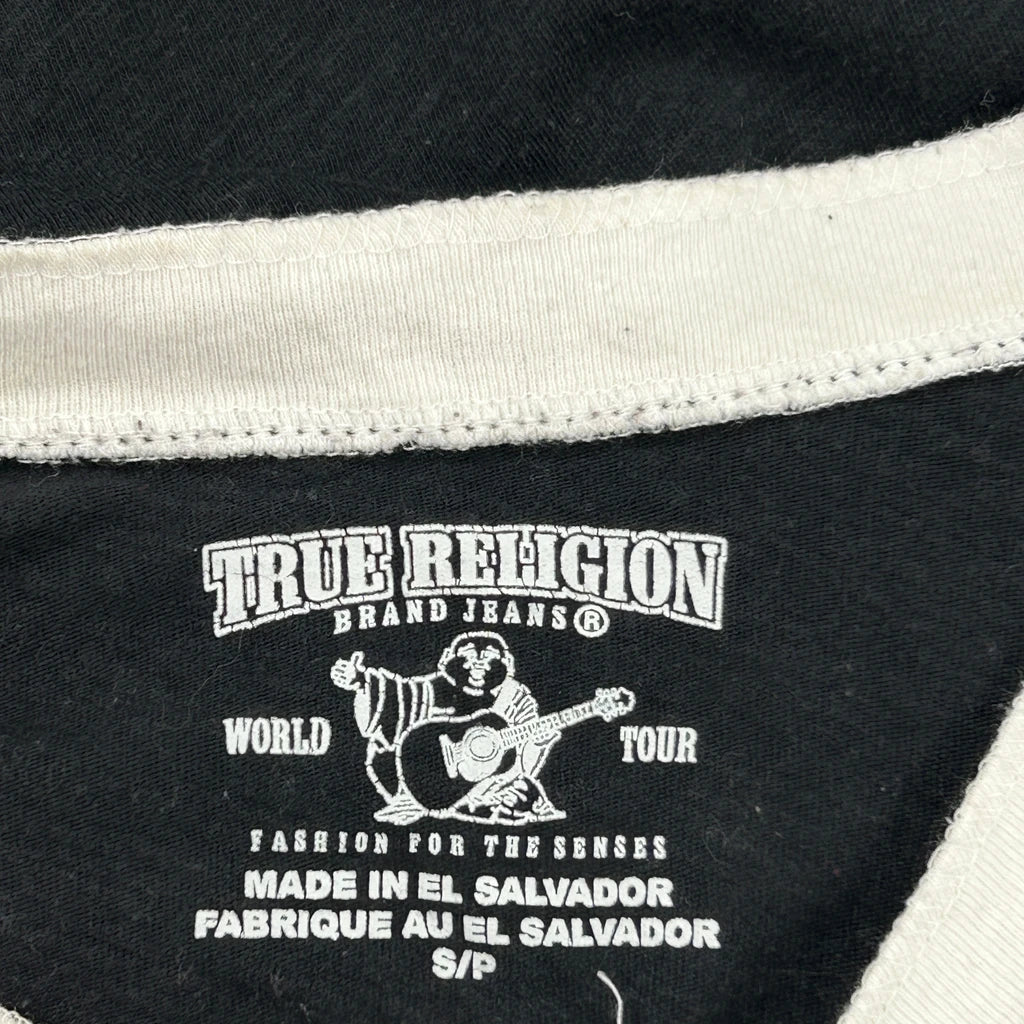 TRUE RELIGION
BRAND JEANS®
WORLD TOUR
FASHION FOR THE SENSES
MADE IN EL SALVADOR
FABRIQUE AU EL SALVADOR
S/P